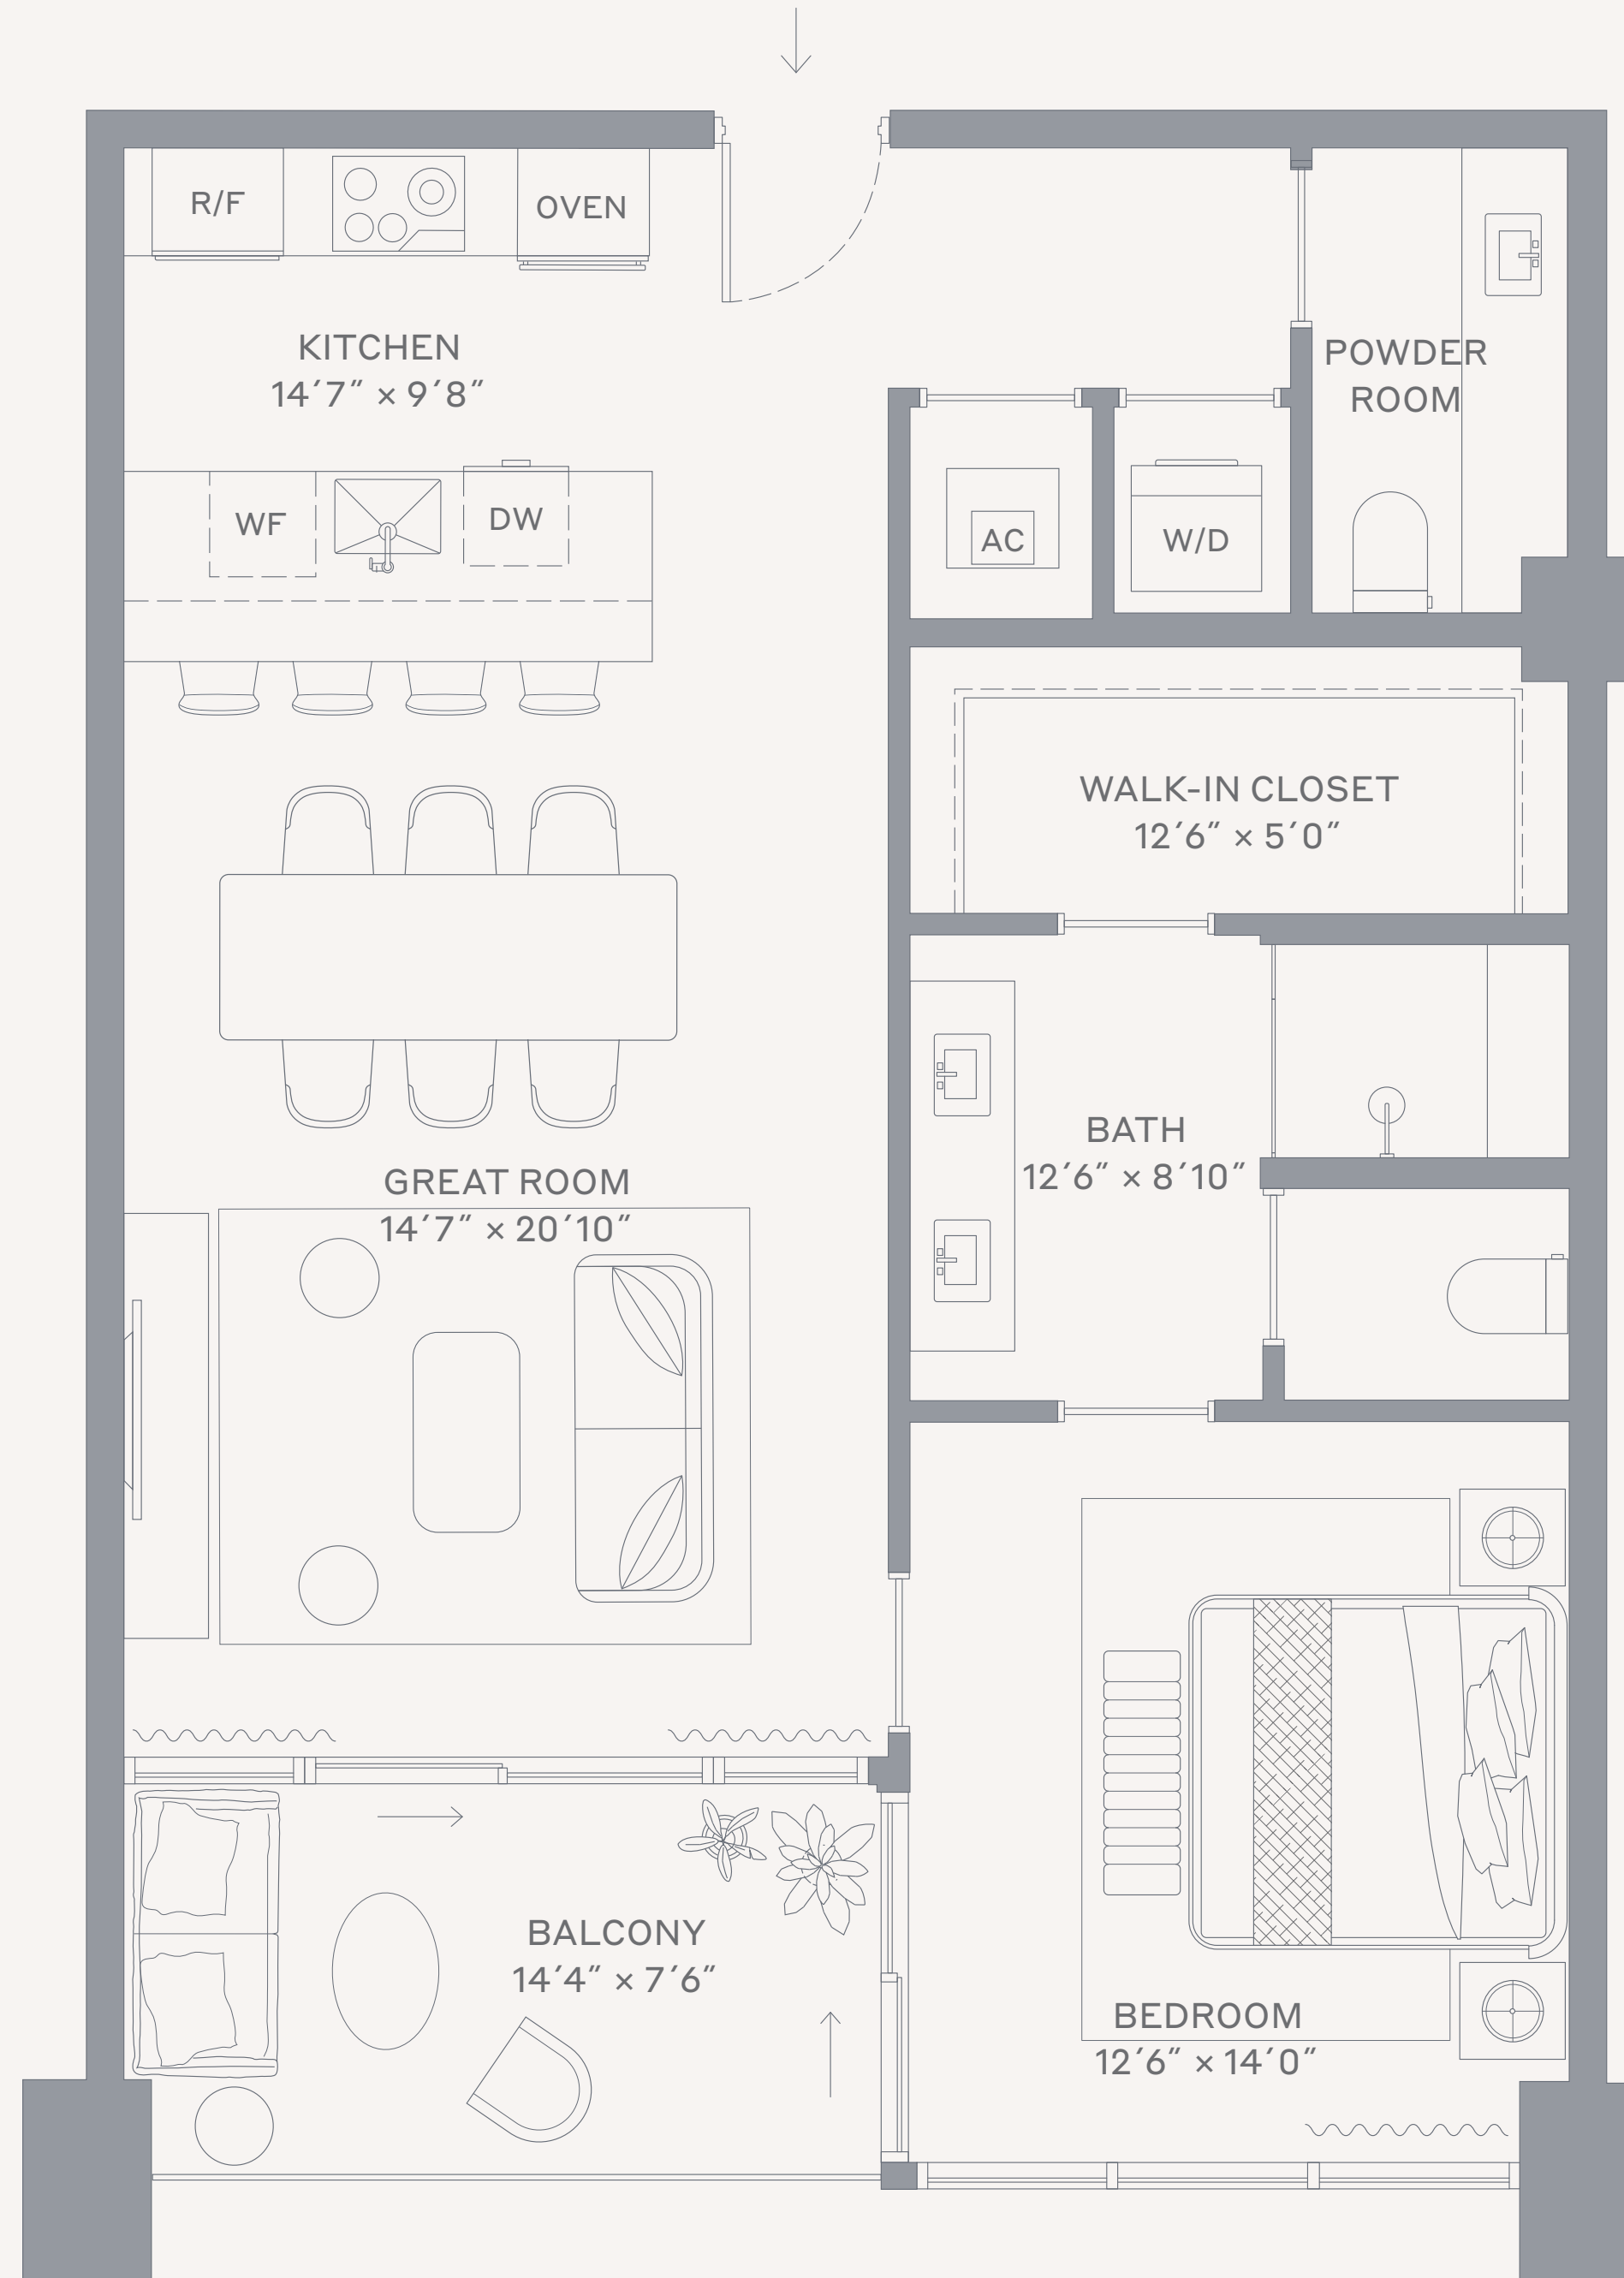 R/F
OVEN
KITCHEN
14′7″ × 9′8″
POWDER
ROOM
WF
DW
AC
W/D
WALK-IN CLOSET
12′6″ × 5′0″
BATH
12′6″ × 8′10″
GREAT ROOM
14′7″ × 20′10″
BALCONY
14′4″ × 7′6″
BEDROOM
12′6″ × 14′0″